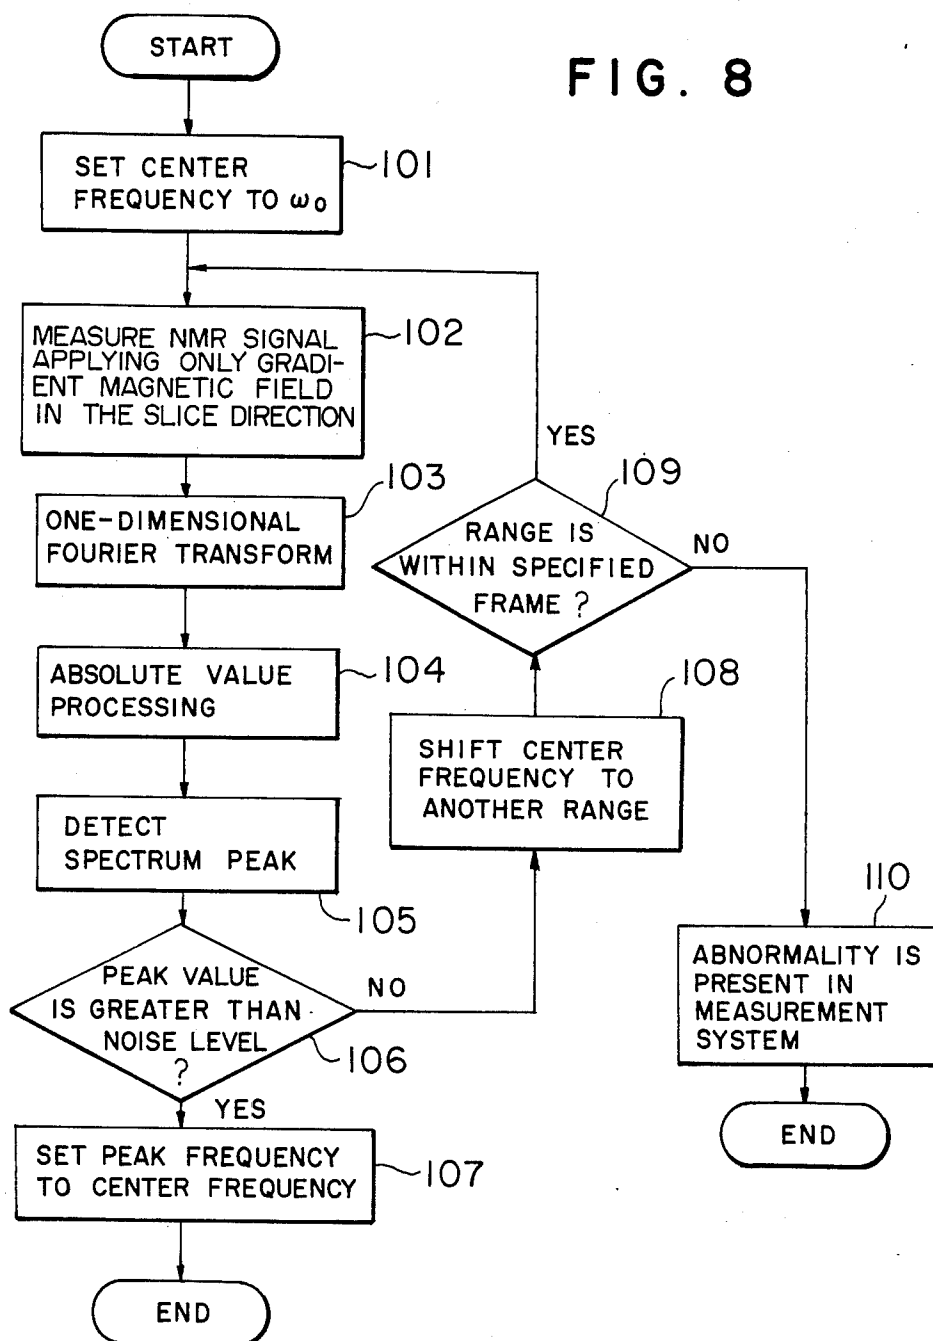 START
FIG. 8
SET CENTER
FREQUENCY TO ω0
101
MEASURE NMR SIGNAL
APPLYING ONLY GRADI-
ENT MAGNETIC FIELD
IN THE SLICE DIRECTION
102
ONE-DIMENSIONAL
FOURIER TRANSFORM
103
ABSOLUTE VALUE
PROCESSING
104
DETECT
SPECTRUM PEAK
105
PEAK VALUE
IS GREATER THAN
NOISE LEVEL
?
106
NO
YES
SET PEAK FREQUENCY
TO CENTER FREQUENCY
107
END
SHIFT CENTER
FREQUENCY TO
ANOTHER RANGE
108
RANGE IS
WITHIN SPECIFIED
FRAME ?
109
YES
NO
ABNORMALITY IS
PRESENT IN
MEASUREMENT
SYSTEM
110
END